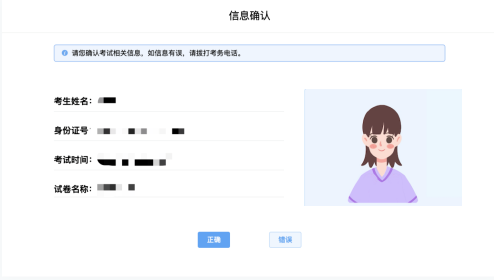 信息确认
请您确认考试相关信息，如信息有误，请拨打考务电话。
考生姓名：
身份证号
考试时间：
试卷名称：
正确
错误